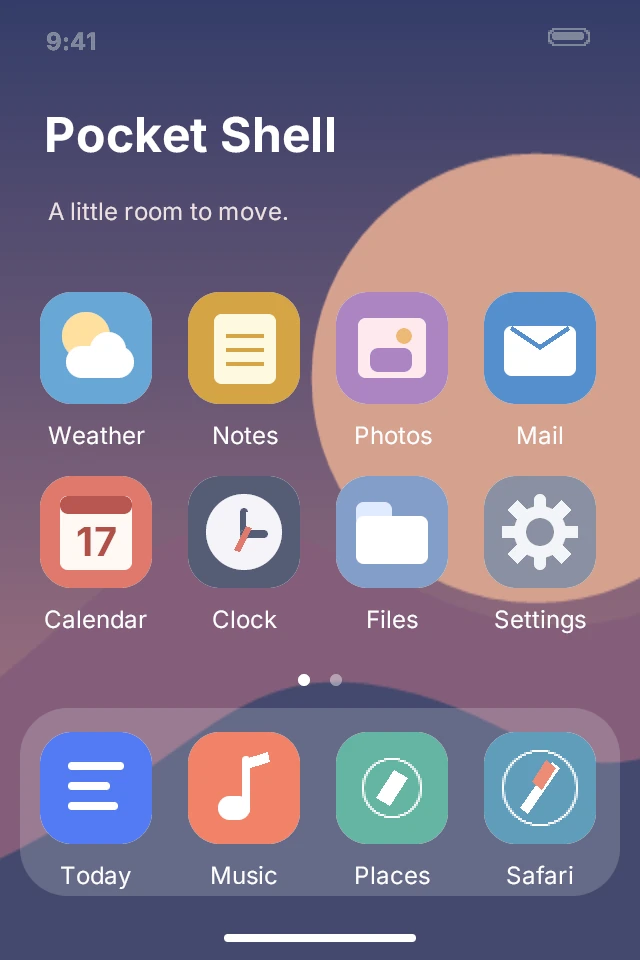 9:41
Pocket Shell
A little room to move.
Weather Notes Photos Mail
17
Calendar Clock Files Settings
Today Music Places Safari